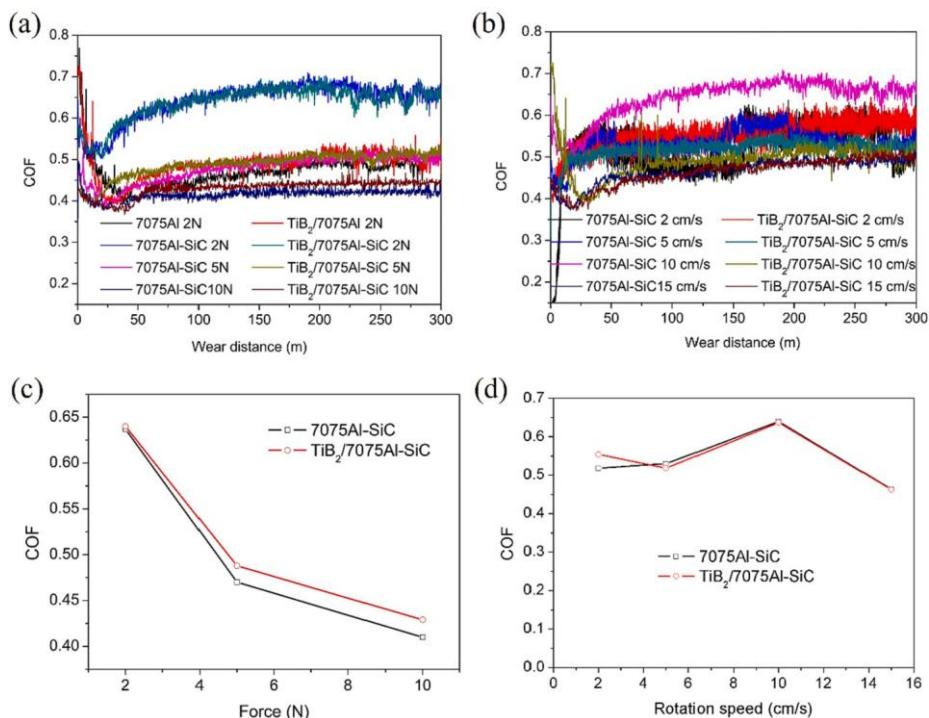 (a)
0.8
0.7
0.6
0.5
0.4
0.3
0.2
COF
7075Al 2N
TiB2/7075Al 2N
7075Al-SiC 2N
TiB2/7075Al-SiC 2N
7075Al-SiC 5N
TiB2/7075Al-SiC 5N
7075Al-SiC10N
TiB2/7075Al-SiC 10N
0 50 100 150 200 250 300
Wear distance (m)
(b)
0.8
0.7
0.6
0.5
0.4
0.3
0.2
COF
7075Al-SiC 2 cm/s
TiB2/7075Al-SiC 2 cm/s
7075Al-SiC 5 cm/s
TiB2/7075Al-SiC 5 cm/s
7075Al-SiC 10 cm/s
TiB2/7075Al-SiC 10 cm/s
7075Al-SiC15 cm/s
TiB2/7075Al-SiC 15 cm/s
0 50 100 150 200 250 300
Wear distance (m)
(c)
0.65
0.60
0.55
0.50
0.45
0.40
COF
7075Al-SiC
TiB2/7075Al-SiC
2 4 6 8 10
Force (N)
(d)
0.7
0.6
0.5
0.4
0.3
0.2
0.1
0.0
COF
7075Al-SiC
TiB2/7075Al-SiC
0 2 4 6 8 10 12 14 16
Rotation speed (cm/s)